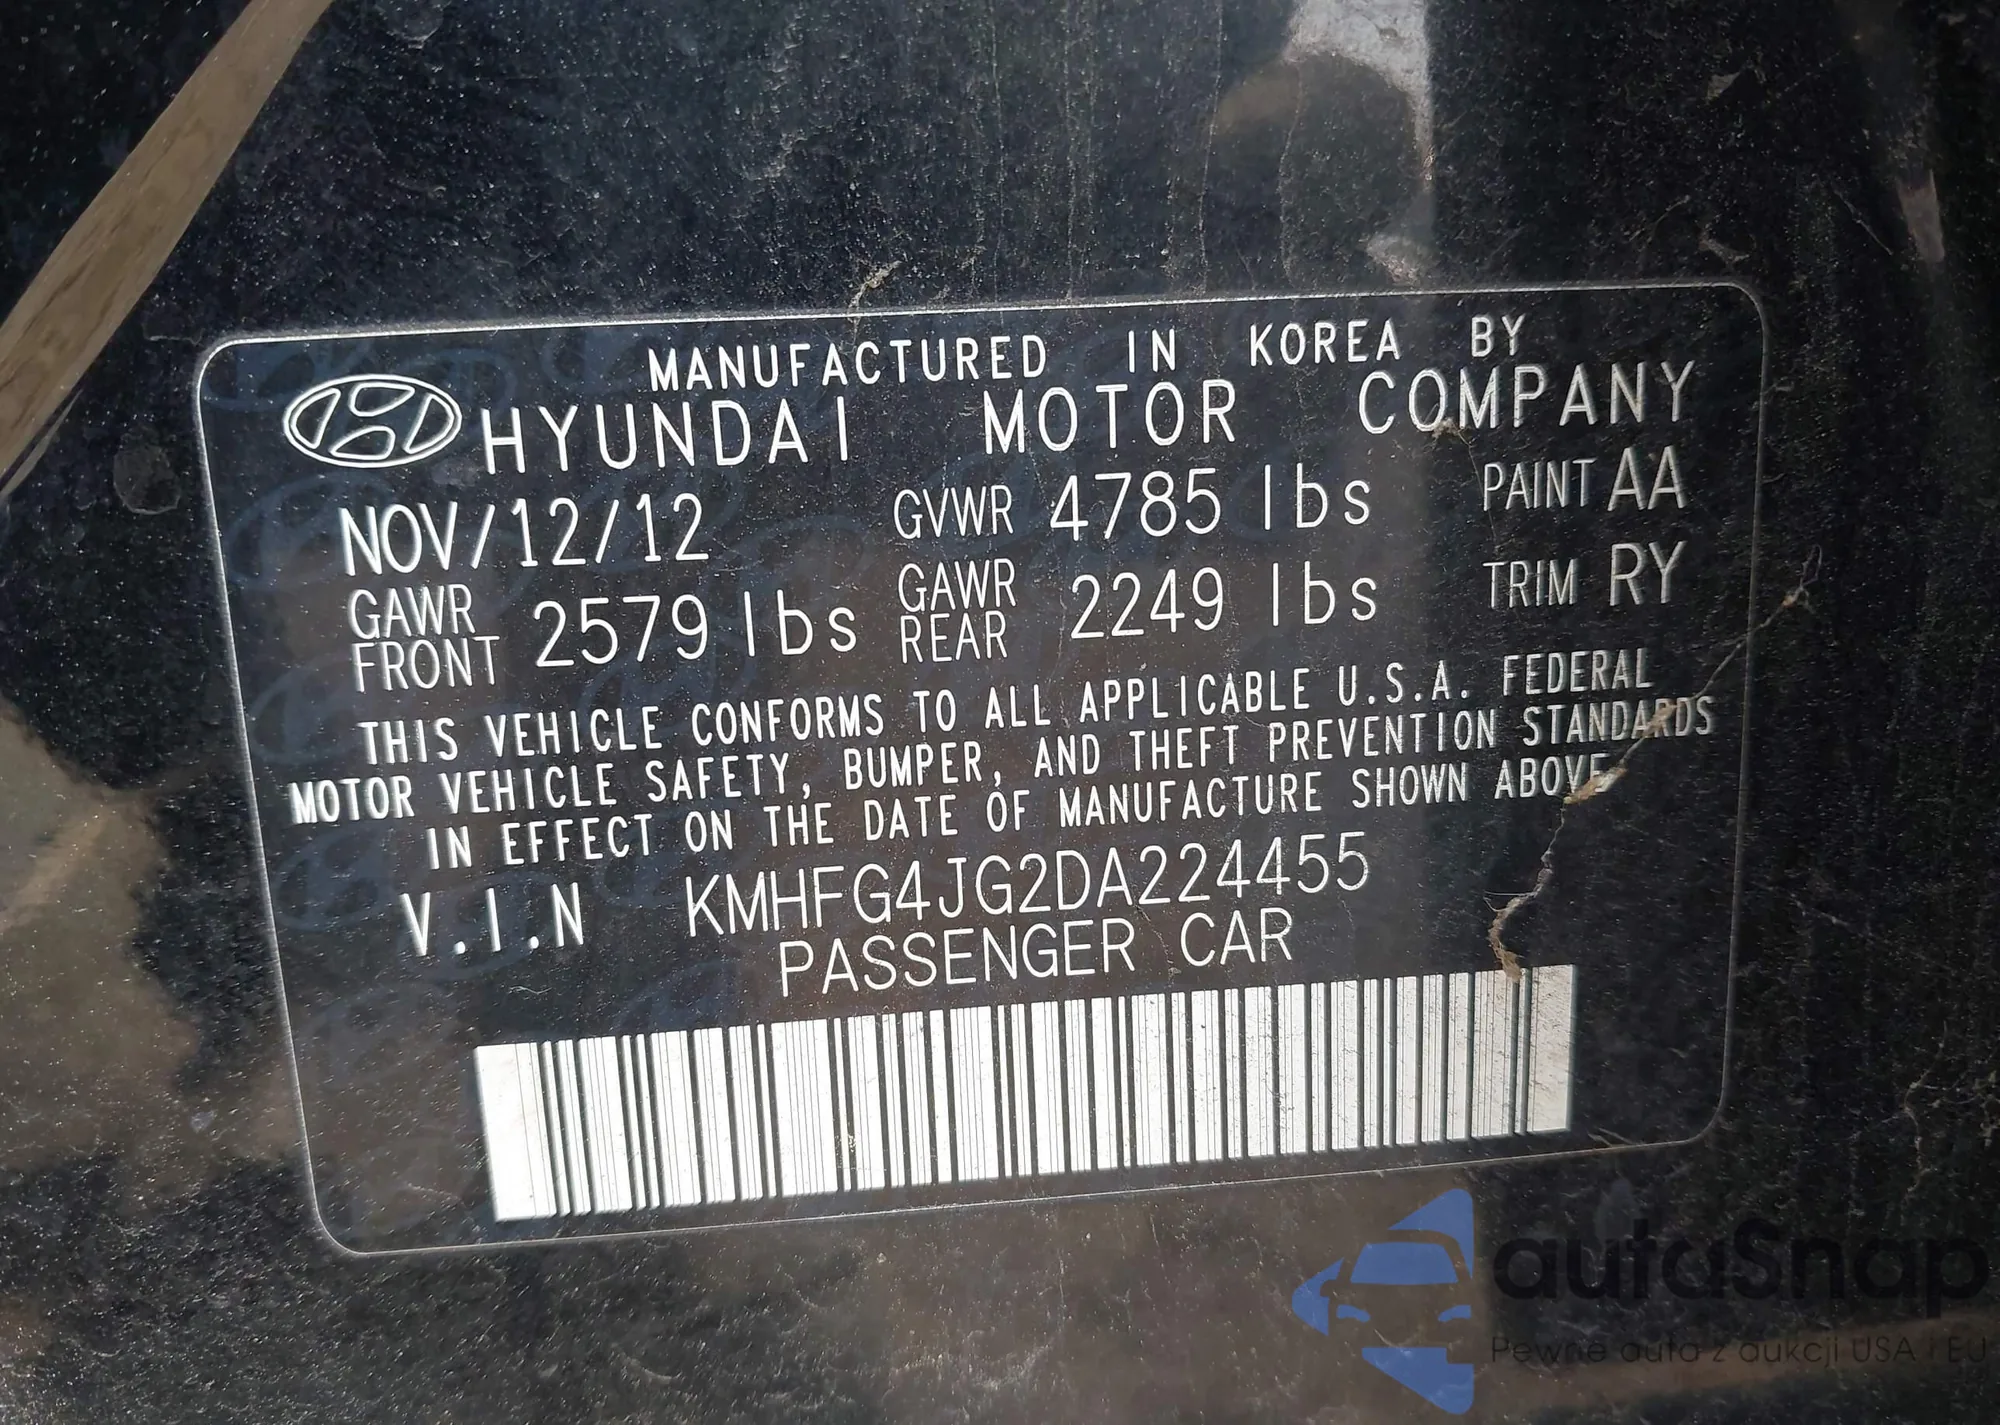 MANUFACTURED IN KOREA BY
HYUNDAI MOTOR COMPANY
NOV/12/12 GVWR 4785 lbs PAINT AA
GAWR FRONT 2579 lbs GAWR REAR 2249 lbs TRIM RY
THIS VEHICLE CONFORMS TO ALL APPLICABLE U.S.A. FEDERAL
MOTOR VEHICLE SAFETY, BUMPER, AND THEFT PREVENTION STANDARDS
IN EFFECT ON THE DATE OF MANUFACTURE SHOWN ABOVE
V.I.N KMHFG4JG2DA224455
PASSENGER CAR
autoSnap
Pewne auta z aukcji USA i EU